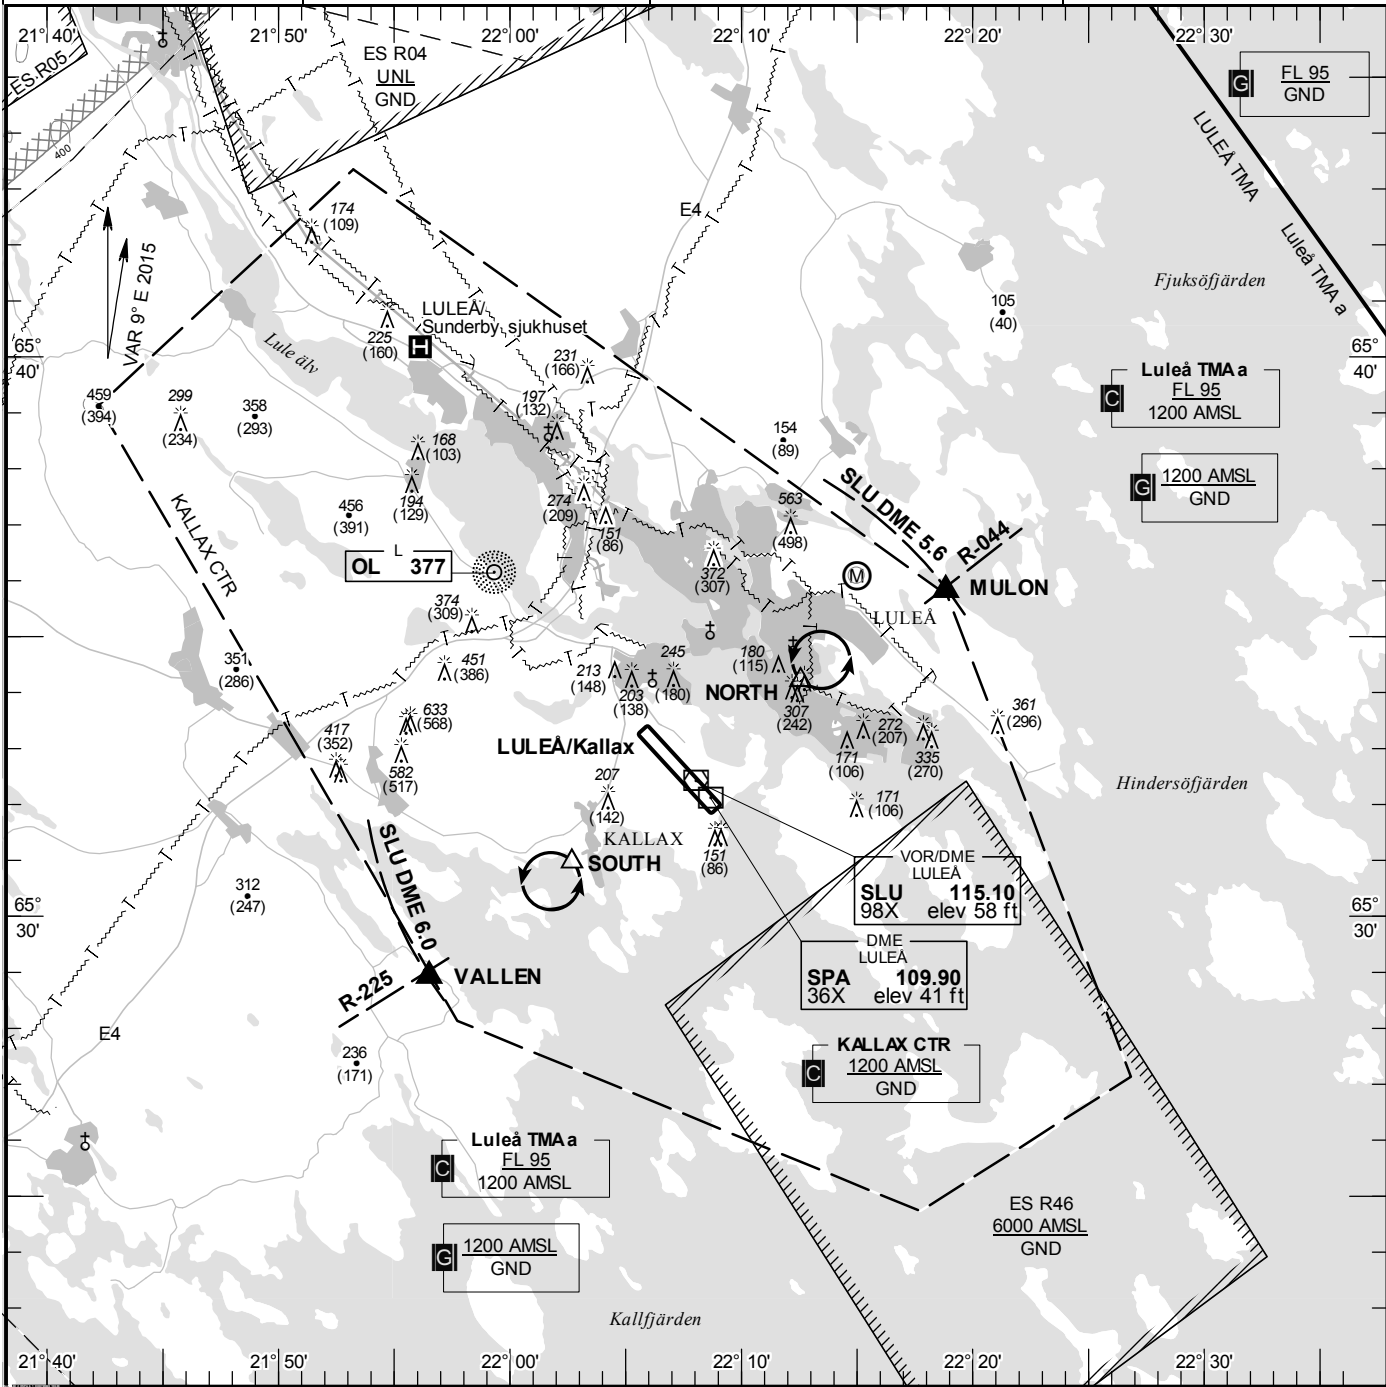 21° 40'
21° 50'
22° 00'
22° 10'
22° 20'
22° 30'
ES R05
400
ES R04
UNL
GND
G
FL 95
GND
LULEÅ TMA
Luleå TMA a
E4
174
(109)
VAR 9° E 2015
Fjuksöfjärden
105
(40)
LULEÅ/
Sunderby sjukhuset
H
225
(160)
Lule älv
65°
40'
65°
40'
231
(166)
197
(132)
459
(394)
299
(234)
358
(293)
Luleå TMA a
C
FL 95
1200 AMSL
154
(89)
168
(103)
194
(129)
456
(391)
274
(209)
151
(86)
563
(498)
SLU DME 5.6
R-044
G
1200 AMSL
GND
KALLAX CTR
L
OL 377
372
(307)
M
MULON
LULEÅ
374
(309)
451
(386)
351
(286)
213
(148)
203
(138)
245
(180)
180
(115)
NORTH
307
(242)
272
(207)
171
(106)
335
(270)
361
(296)
633
(568)
417
(352)
582
(517)
LULEÅ/Kallax
207
(142)
171
(106)
Hindersöfjärden
KALLAX
SOUTH
151
(86)
SLU DME 6.0
312
(247)
65°
30'
65°
30'
VOR/DME
LULEÅ
SLU 115.10
98X elev 58 ft
DME
LULEÅ
SPA 109.90
36X elev 41 ft
R-225
VALLEN
E4
236
(171)
KALLAX CTR
C
1200 AMSL
GND
Luleå TMA a
C
FL 95
1200 AMSL
G
1200 AMSL
GND
ES R46
6000 AMSL
GND
Kallfjärden
21° 40'
21° 50'
22° 00'
22° 10'
22° 20'
22° 30'